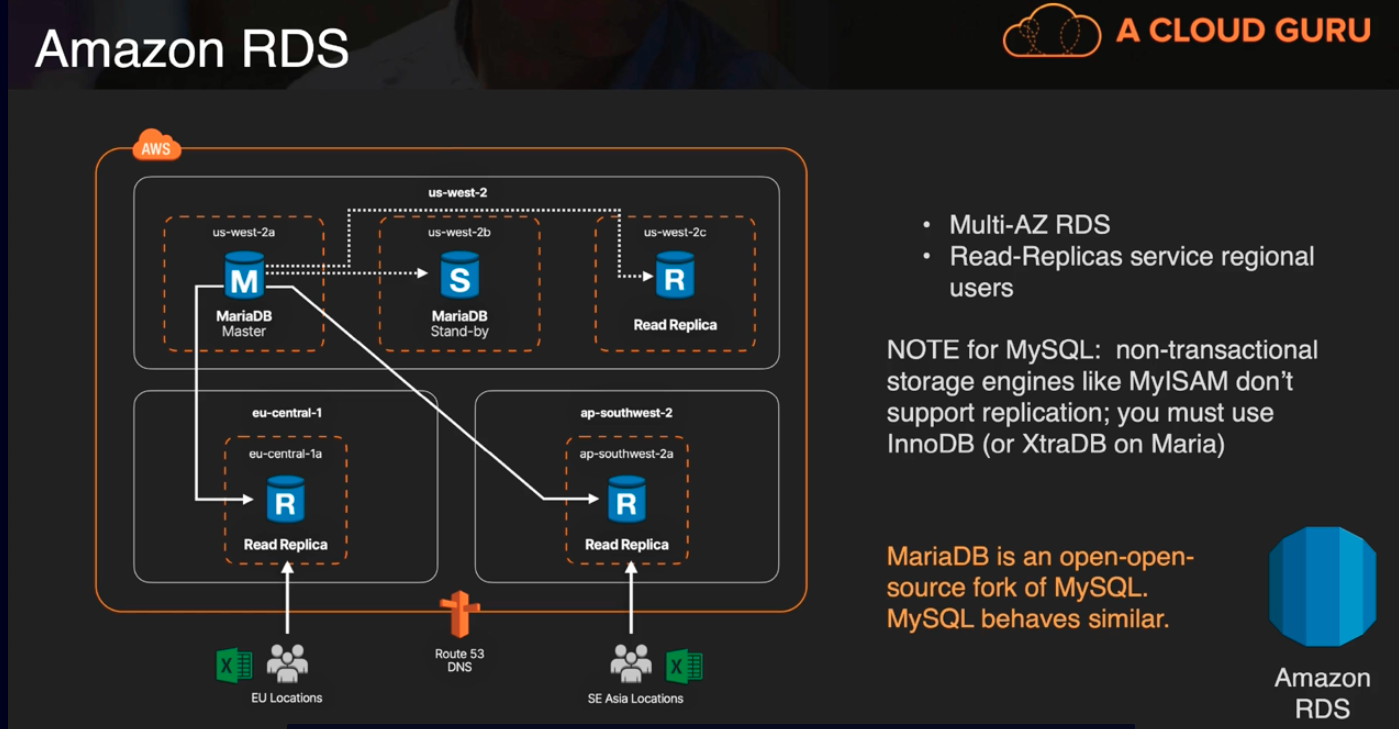 Amazon RDS
A CLOUD GURU
AWS
us-west-2
us-west-2a
us-west-2b
us-west-2c
M
S
R
MariaDB
Master
MariaDB
Stand-by
Read Replica
eu-central-1
ap-southwest-2
eu-central-1a
ap-southwest-2a
R
R
Read Replica
Read Replica
X
Route 53
DNS
X
EU Locations
SE Asia Locations
• Multi-AZ RDS
• Read-Replicas service regional
users
NOTE for MySQL: non-transactional
storage engines like MyISAM don't
support replication; you must use
InnoDB (or XtraDB on Maria)
MariaDB is an open-open-
source fork of MySQL.
MySQL behaves similar.
Amazon
RDS